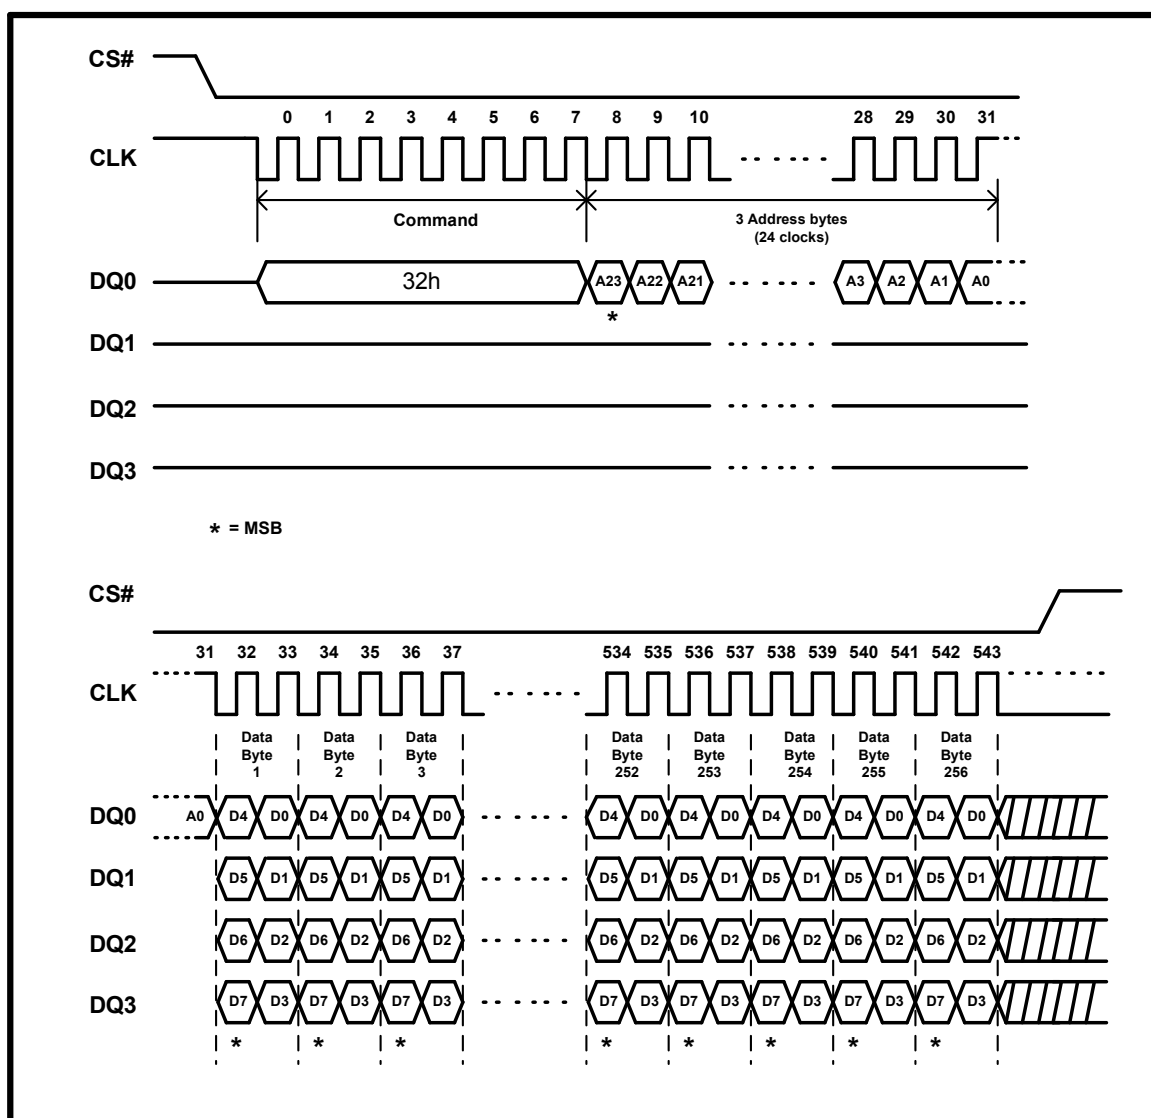 CS#
0 1 2 3 4 5 6 7 8 9 10 28 29 30 31
CLK
Command
3 Address bytes
(24 clocks)
DQ0 32h A23 A22 A21 A3 A2 A1 A0
*
DQ1
DQ2
DQ3
* = MSB
CS#
31 32 33 34 35 36 37 534 535 536 537 538 539 540 541 542 543
CLK
Data Data Data Data Data Data Data Data
Byte Byte Byte Byte Byte Byte Byte Byte
1 2 3 252 253 254 255 256
DQ0 A0 D4 D0 D4 D0 D4 D0 D4 D0 D4 D0 D4 D0 D4 D0 D4 D0
DQ1 D5 D1 D5 D1 D5 D1 D5 D1 D5 D1 D5 D1 D5 D1 D5 D1
DQ2 D6 D2 D6 D2 D6 D2 D6 D2 D6 D2 D6 D2 D6 D2 D6 D2
DQ3 D7 D3 D7 D3 D7 D3 D7 D3 D7 D3 D7 D3 D7 D3 D7 D3
* * * * * * * *